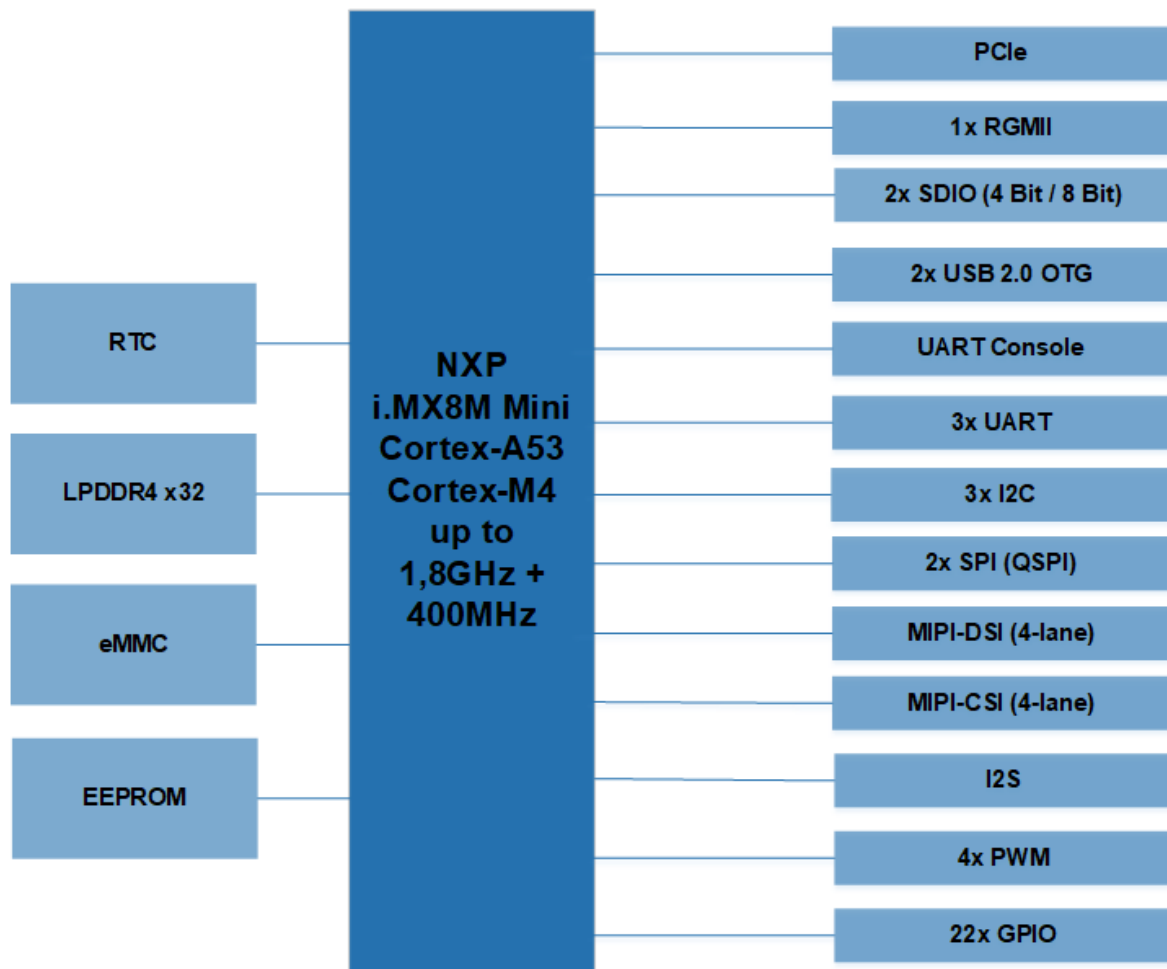 RTC
LPDDR4 x32
eMMC
EEPROM
NXP
i.MX8M Mini
Cortex-A53
Cortex-M4
up to
1,8GHz +
400MHz
PCIe
1x RGMII
2x SDIO (4 Bit / 8 Bit)
2x USB 2.0 OTG
UART Console
3x UART
3x I2C
2x SPI (QSPI)
MIPI-DSI (4-lane)
MIPI-CSI (4-lane)
I2S
4x PWM
22x GPIO